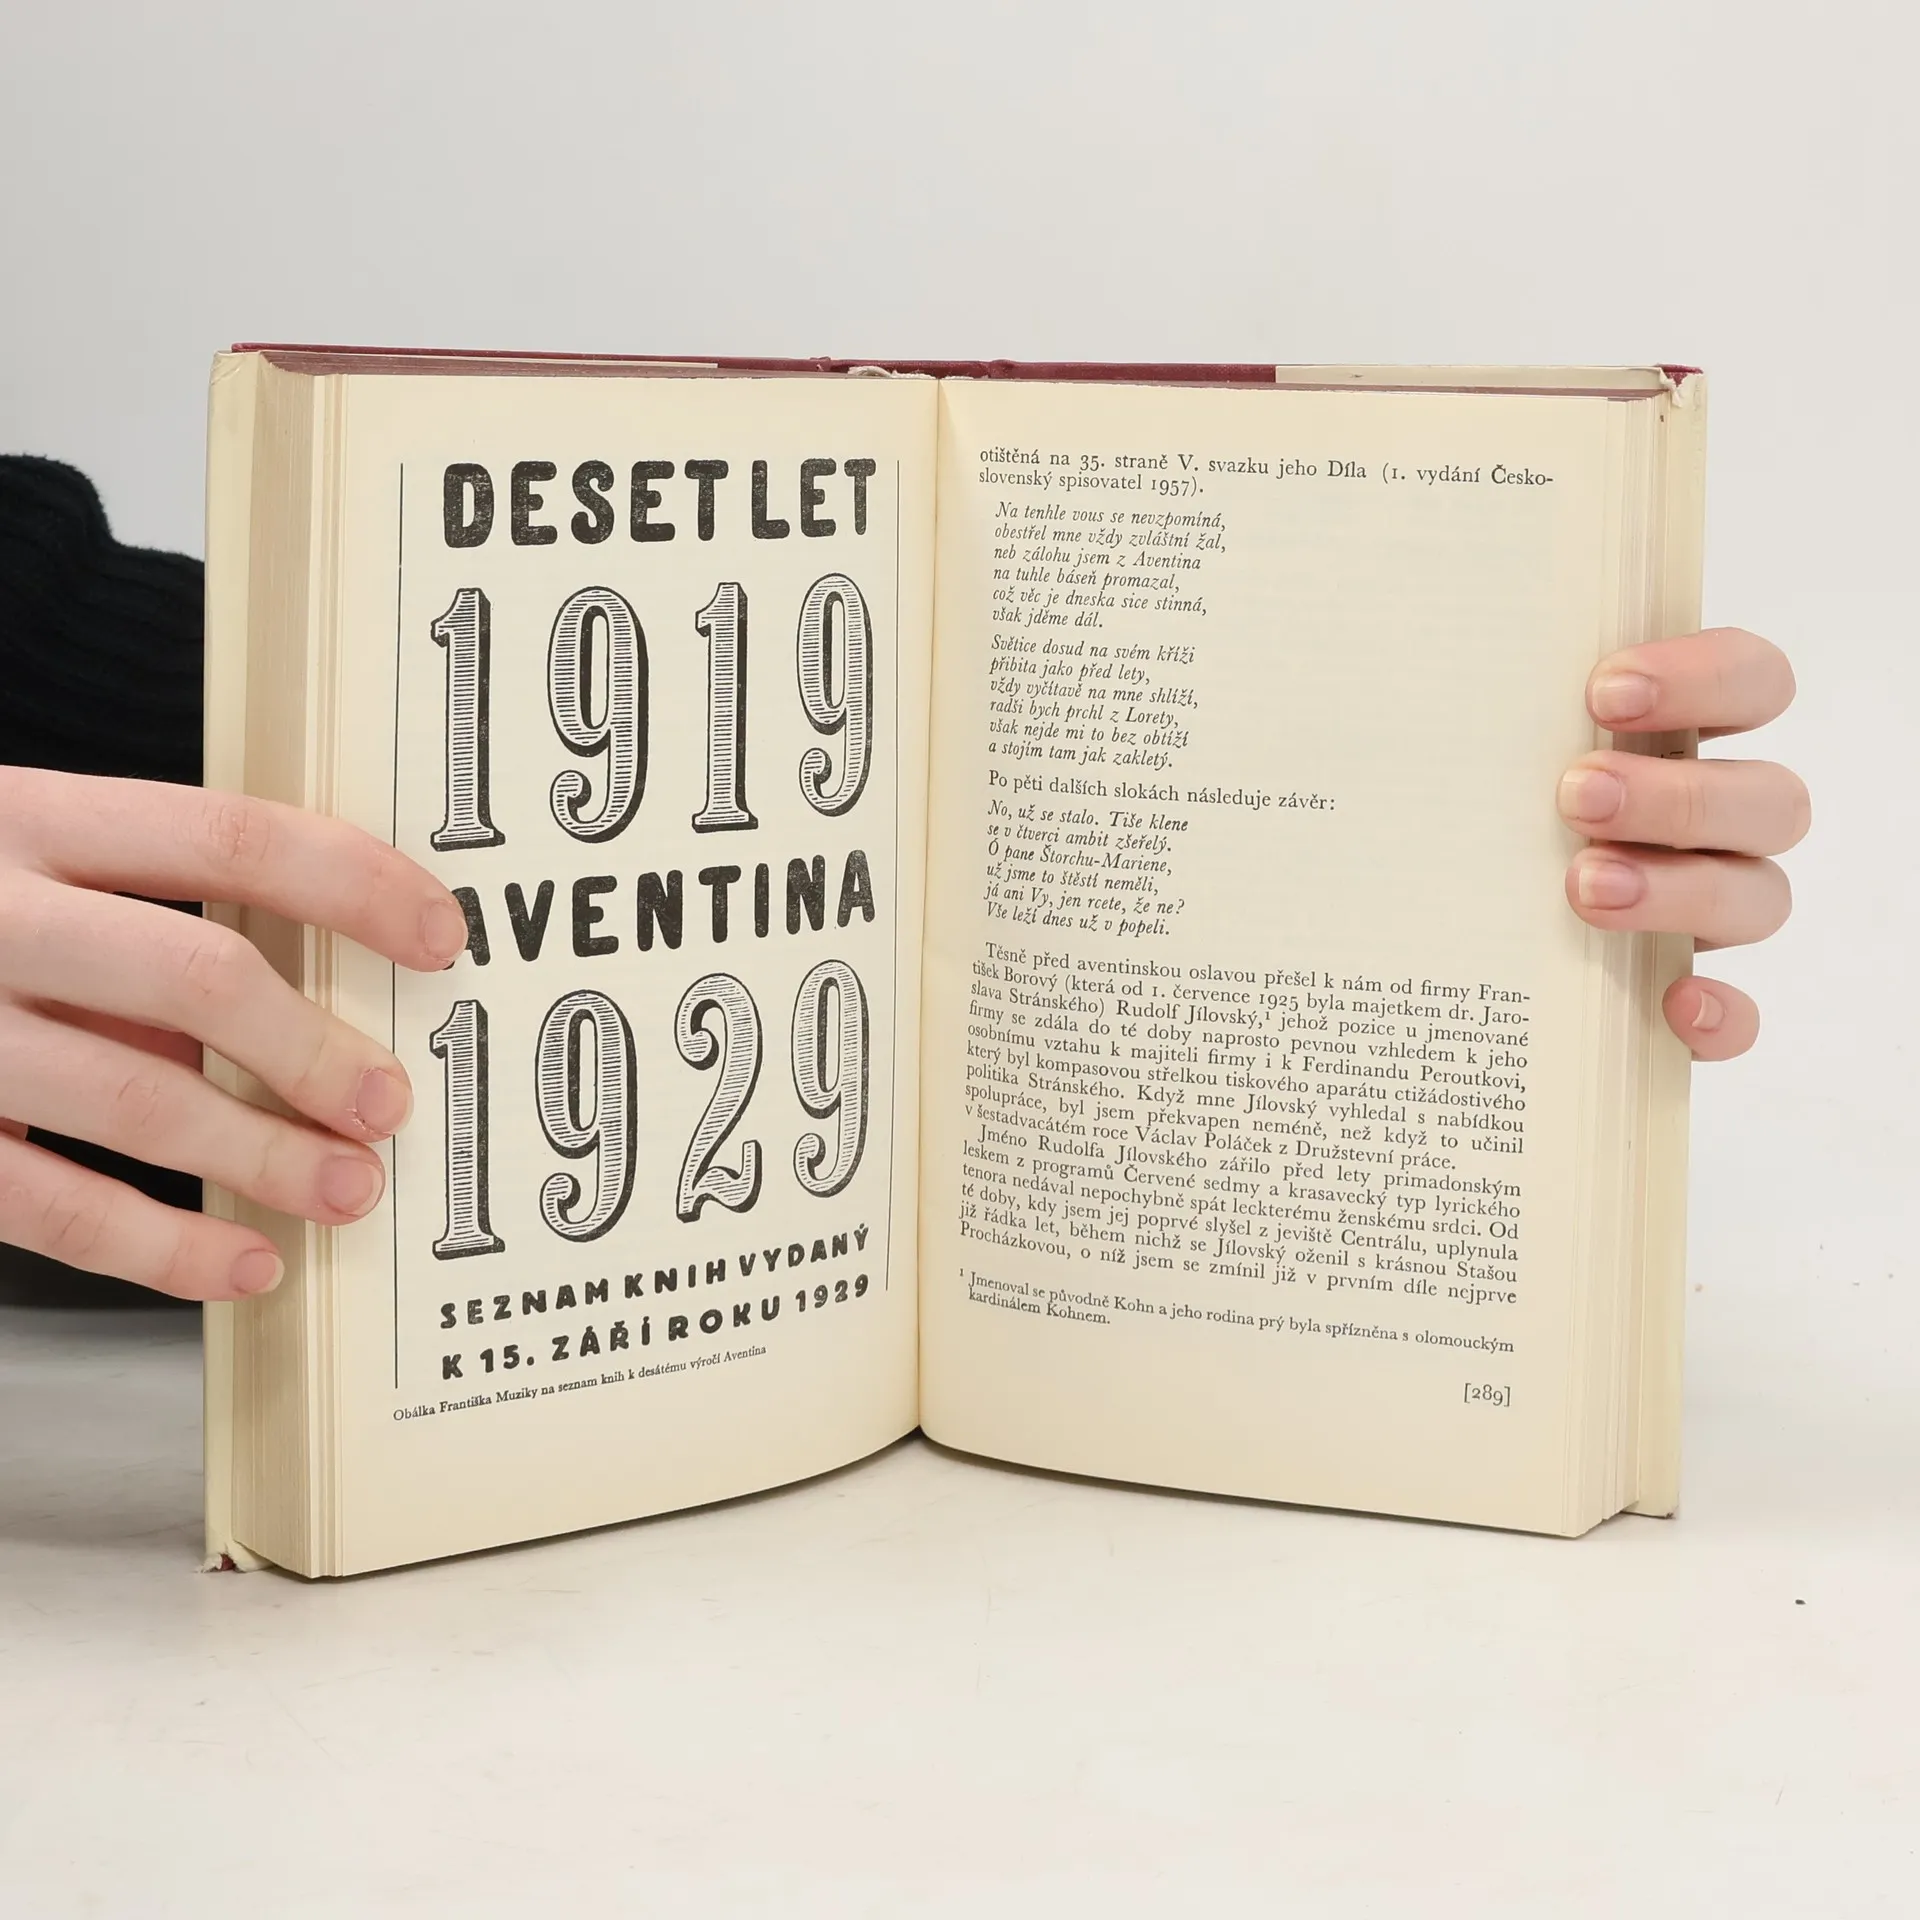 DESET LET
1919
AVENTINA
1929
SEZNAM KNIH VYDANÝ
K 15. ZÁŘÍ ROKU 1929
Obálka Františka Muziky na seznam knih k desátému výročí Aventina
otištěná na 35. straně V. svazku jeho Díla (1. vydání Česko-
slovenský spisovatel 1957).
Na tenhle vous se nevzpomíná,
obestřel mne vždy zvláštní žal,
neb zálohu jsem z Aventina
na tuhle báseň promazal,
což věc je dneska sice stinná,
však jděme dál.
Světice dosud na svém kříži
přibita jako před lety,
vždy vyčítavě na mne shlíží,
radši bych prchl z Lorety,
však nejde mi to bez obtíží
a stojím tam jak zakletý.
Po pěti dalších slokách následuje závěr:
No, už se stalo. Tiše klene
se v čtverci ambit zšeřelý.
Ó pane Štorchu-Mariene,
už jsme to štěstí neměli,
já ani Vy, jen rcete, že ne?
Vše leží dnes už v popeli.
Těsně před aventinskou oslavou přešel k nám od firmy Fran-
tišek Borový (která od 1. července 1925 byla majetkem dr. Jaro-
slava Stránského) Rudolf Jílovský,¹ jehož pozice u jmenované
firmy se zdála do té doby naprosto pevnou vzhledem k jeho
osobnímu vztahu k majiteli firmy i k Ferdinandu Peroutkovi,
který byl kompasovou střelkou tiskového aparátu ctižádostivého
politika Stránského. Když mne Jílovský vyhledal s nabídkou
spolupráce, byl jsem překvapen neméně, než když to učinil
v šestadvacátém roce Václav Poláček z Družstevní práce.
Jméno Rudolfa Jílovského zářilo před lety primadonským
leskem z programů Červené sedmy a krasavecký typ lyrického
tenora nedával nepochybně spát leckterému ženskému srdci. Od
té doby, kdy jsem jej poprvé slyšel z jeviště Centrálu, uplynula
již řádka let, během nichž se Jílovský oženil s krásnou Stašou
Procházkovou, o níž jsem se zmínil již v prvním díle nejprve
¹ Jmenoval se původně Kohn a jeho rodina prý byla spřízněna s olomouckým
kardinálem Kohnem.
[289]